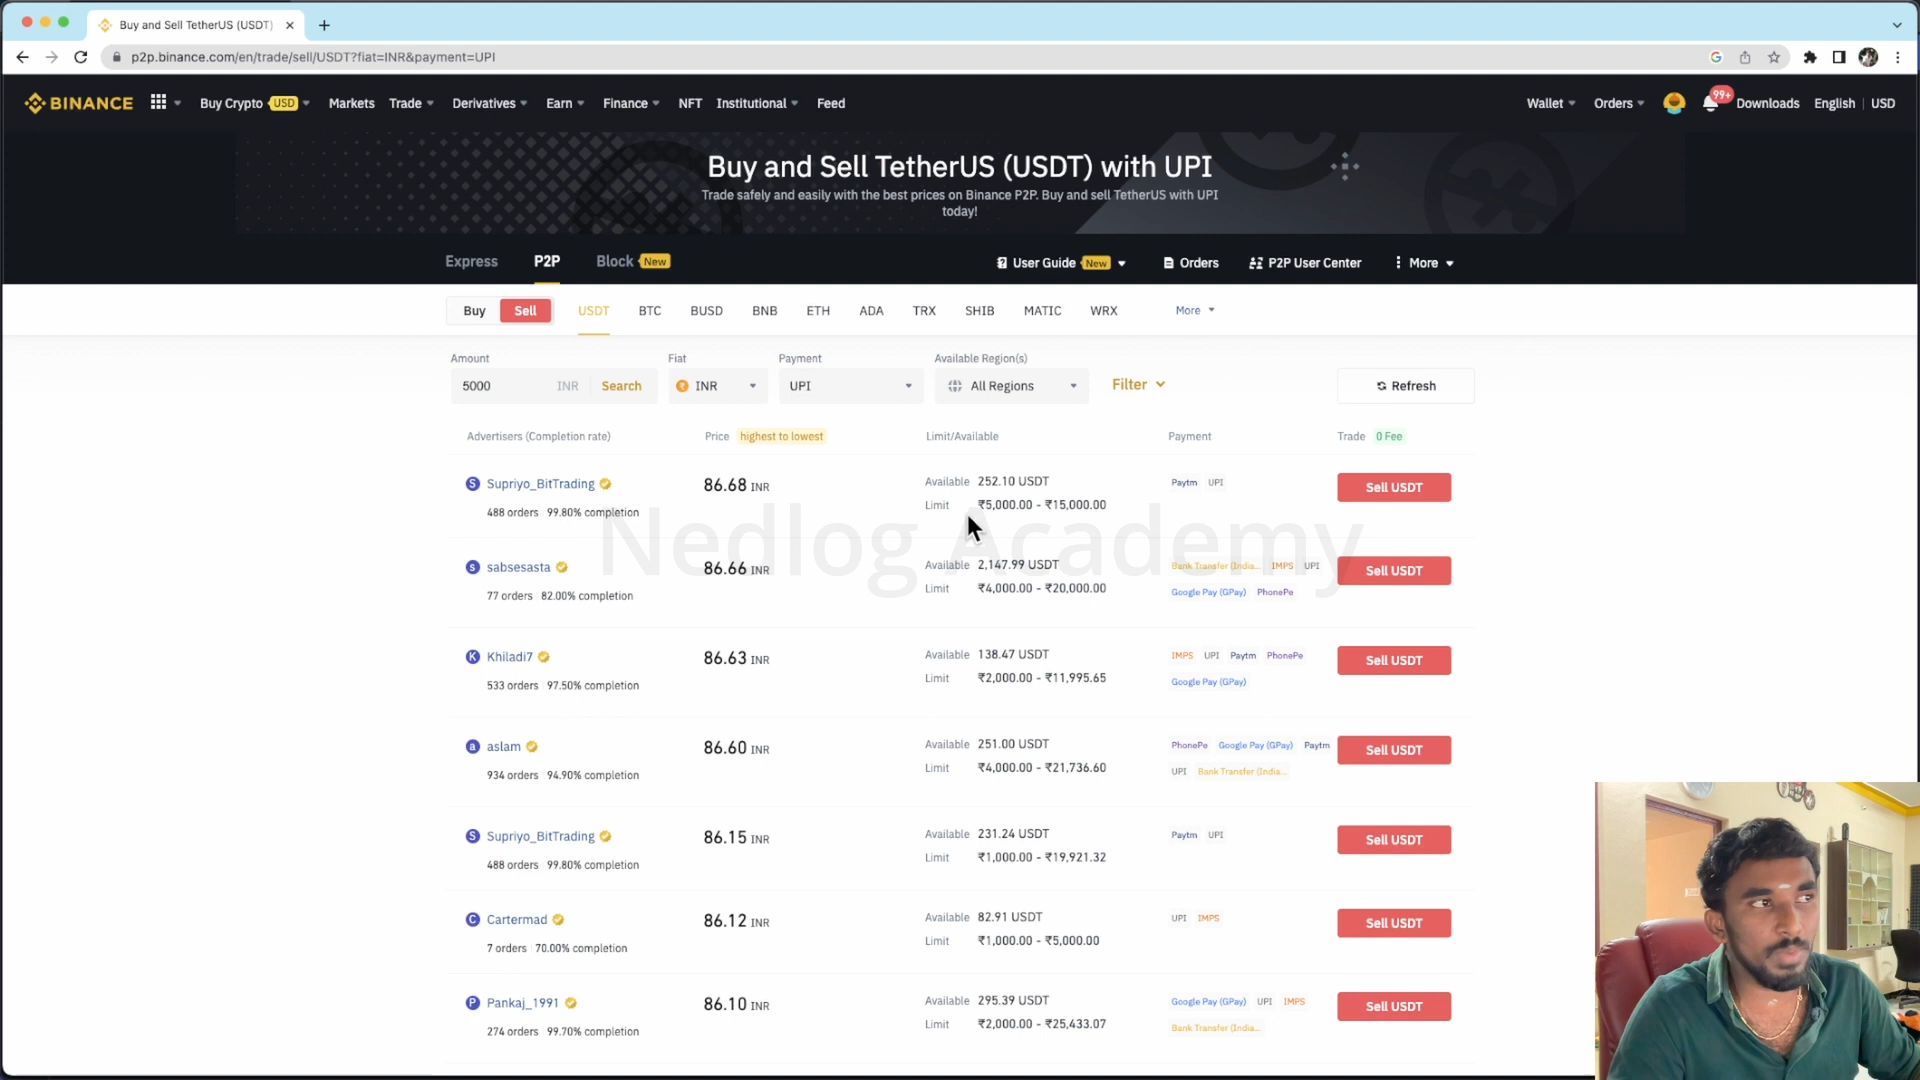 Buy and Sell TetherUS (USDT)
p2p.binance.com/en/trade/sell/USDT?fiat=INR&payment=UPI
BINANCE Buy Crypto USD Markets Trade Derivatives Earn Finance NFT Institutional Feed Wallet Orders 99+ Downloads English | USD
Buy and Sell TetherUS (USDT) with UPI
Trade safely and easily with the best prices on Binance P2P. Buy and sell TetherUS with UPI
today!
Express P2P Block New User Guide New Orders P2P User Center More
Buy Sell USDT BTC BUSD BNB ETH ADA TRX SHIB MATIC WRX More
Amount Fiat Payment Available Region(s)
5000 INR Search INR UPI All Regions Filter Refresh
Advertisers (Completion rate) Price highest to lowest Limit/Available Payment Trade 0 Fee
S Supriyo_BitTrading 86.68 INR Available 252.10 USDT Paytm UPI Sell USDT
488 orders 99.80% completion Limit ₹5,000.00 - ₹15,000.00
Nedlog Academy
s sabsesasta 86.66 INR Available 2,147.99 USDT Bank Transfer (India... IMPS UPI Sell USDT
77 orders 82.00% completion Limit ₹4,000.00 - ₹20,000.00 Google Pay (GPay) PhonePe
K Khiladi7 86.63 INR Available 138.47 USDT IMPS UPI Paytm PhonePe Sell USDT
533 orders 97.50% completion Limit ₹2,000.00 - ₹11,995.65 Google Pay (GPay)
a aslam 86.60 INR Available 251.00 USDT PhonePe Google Pay (GPay) Paytm Sell USDT
934 orders 94.90% completion Limit ₹4,000.00 - ₹21,736.60 UPI Bank Transfer (India...
S Supriyo_BitTrading 86.15 INR Available 231.24 USDT Paytm UPI Sell USDT
488 orders 99.80% completion Limit ₹1,000.00 - ₹19,921.32
C Cartermad 86.12 INR Available 82.91 USDT UPI IMPS Sell USDT
7 orders 70.00% completion Limit ₹1,000.00 - ₹5,000.00
P Pankaj_1991 86.10 INR Available 295.39 USDT Google Pay (GPay) UPI IMPS Sell USDT
274 orders 99.70% completion Limit ₹2,000.00 - ₹25,433.07 Bank Transfer (India...